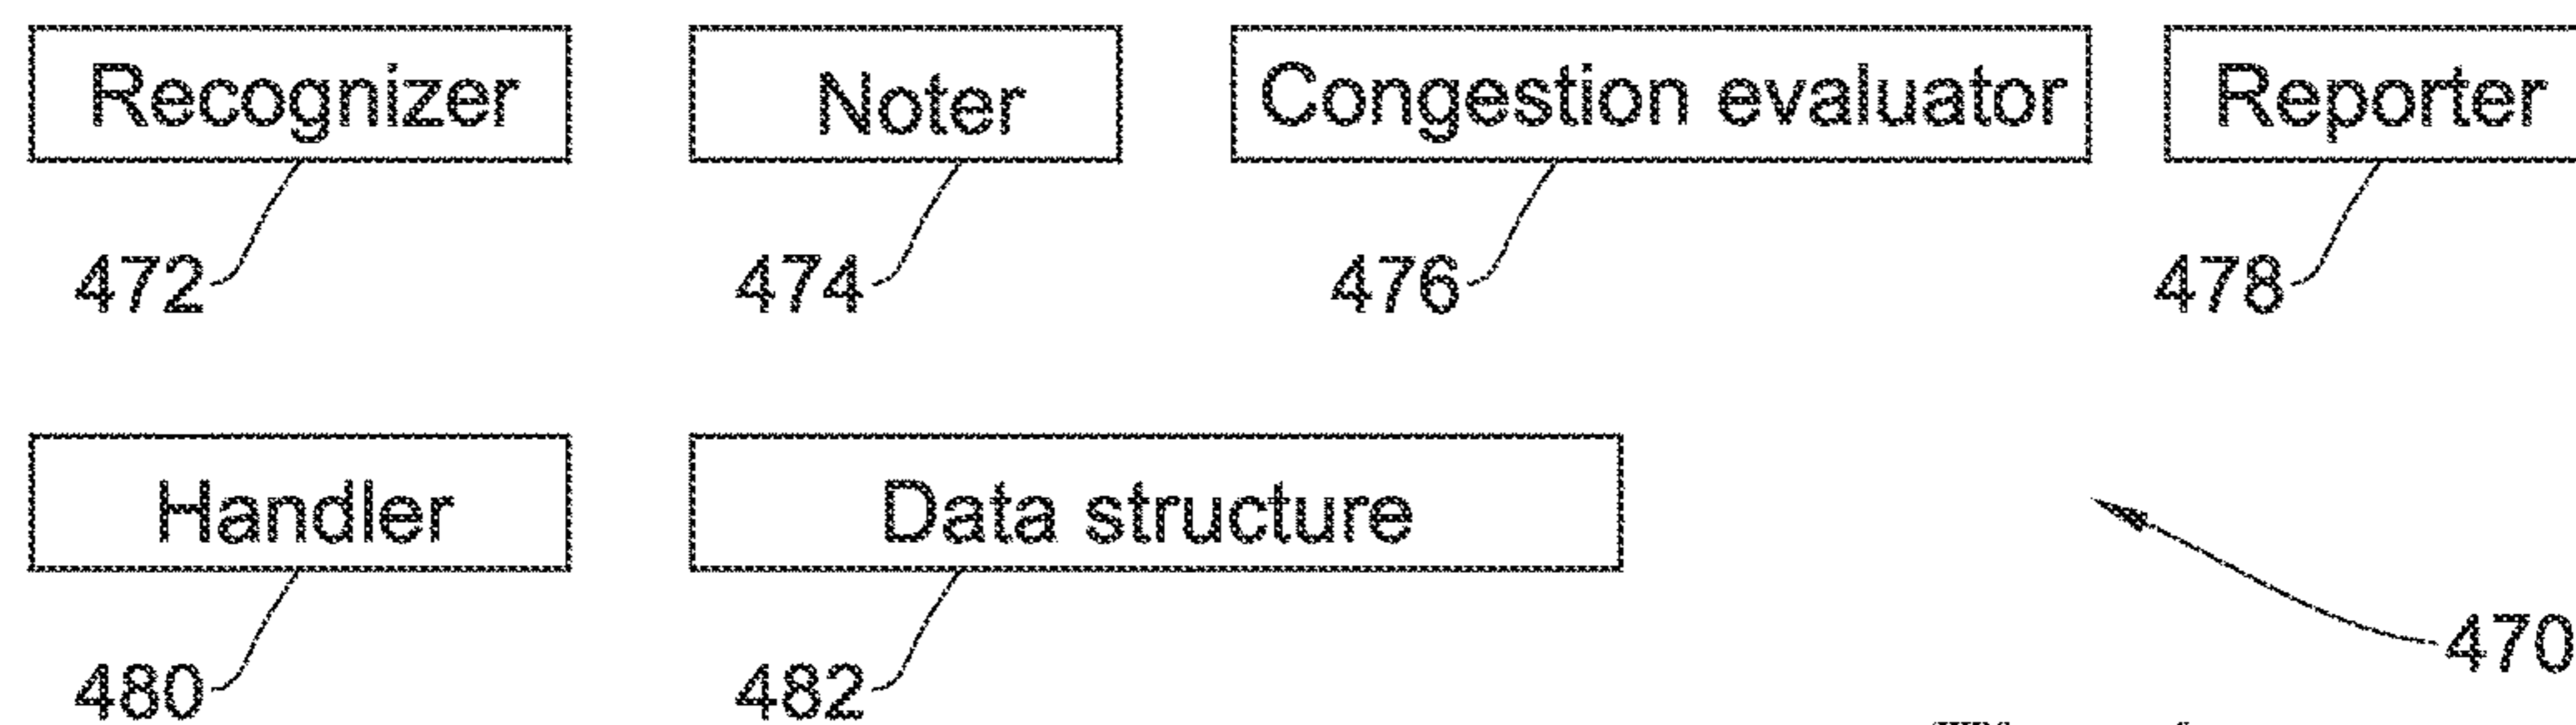 Recognizer Noter Congestion evaluator Reporter
472 474 476 478
Handler Data structure
470
480 482